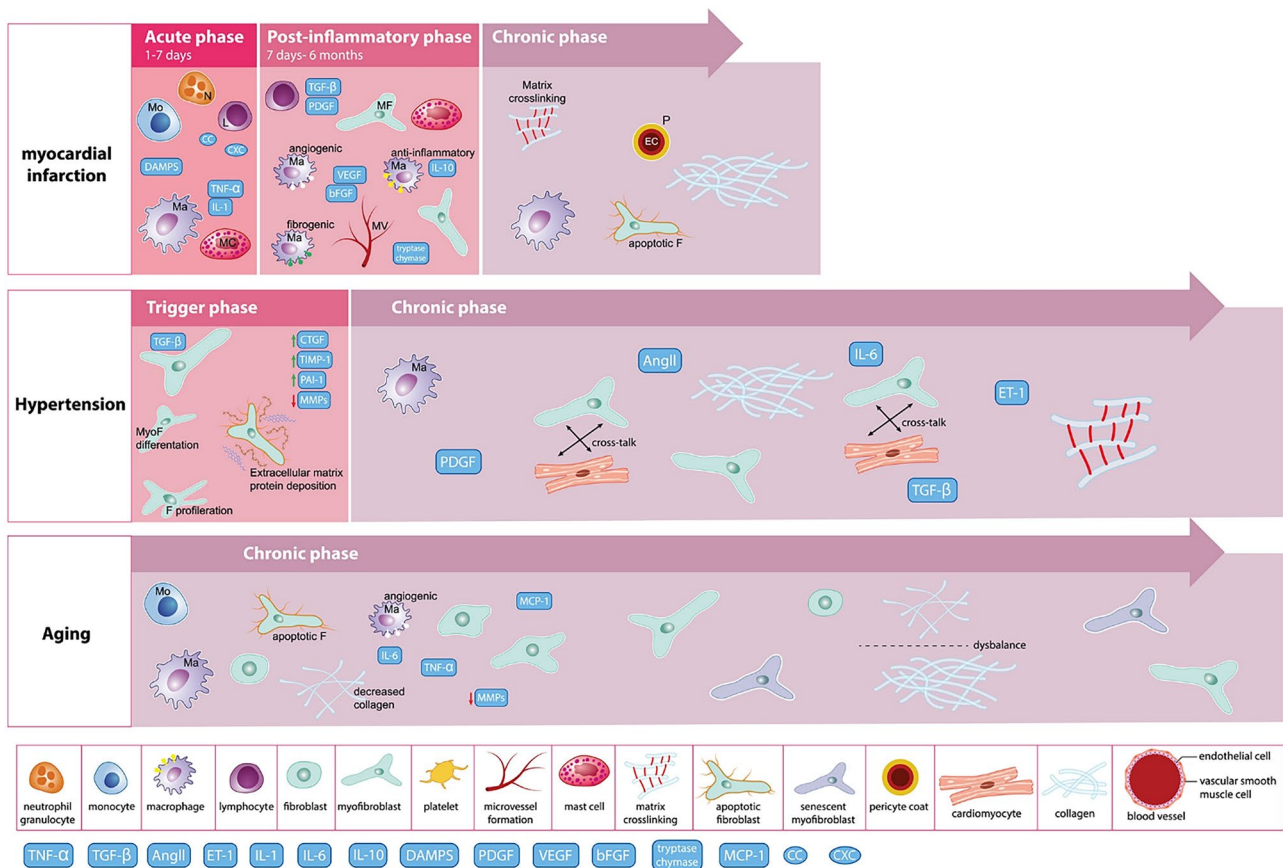 Acute phase
1-7 days
Post-inflammatory phase
7 days- 6 months
Chronic phase
myocardial
infarction
N
Mo
L
CC
CXC
DAMPS
TNF-α
IL-1
Ma
MC
TGF-β
PDGF
MF
angiogenic
Ma
VEGF
bFGF
anti-inflammatory
Ma
IL-10
fibrogenic
Ma
MV
tryptase
chymase
Matrix
crosslinking
P
EC
apoptotic F
Hypertension
Trigger phase
Chronic phase
TGF-β
CTGF
TIMP-1
PAI-1
MMPs
MyoF
differentation
Extracellular matrix
protein deposition
F profileration
Ma
PDGF
AngII
cross-talk
IL-6
cross-talk
TGF-β
ET-1
Aging
Chronic phase
Mo
Ma
apoptotic F
decreased
collagen
angiogenic
Ma
IL-6
TNF-α
MCP-1
MMPs
dysbalance
neutrophil
granulocyte
monocyte
macrophage
lymphocyte
fibroblast
myofibroblast
platelet
microvessel
formation
mast cell
matrix
crosslinking
apoptotic
fibroblast
senescent
myofibroblast
pericyte coat
cardiomyocyte
collagen
endothelial cell
vascular smooth
muscle cell
blood vessel
TNF-α
TGF-β
AngII
ET-1
IL-1
IL-6
IL-10
DAMPS
PDGF
VEGF
bFGF
tryptase
chymase
MCP-1
CC
CXC